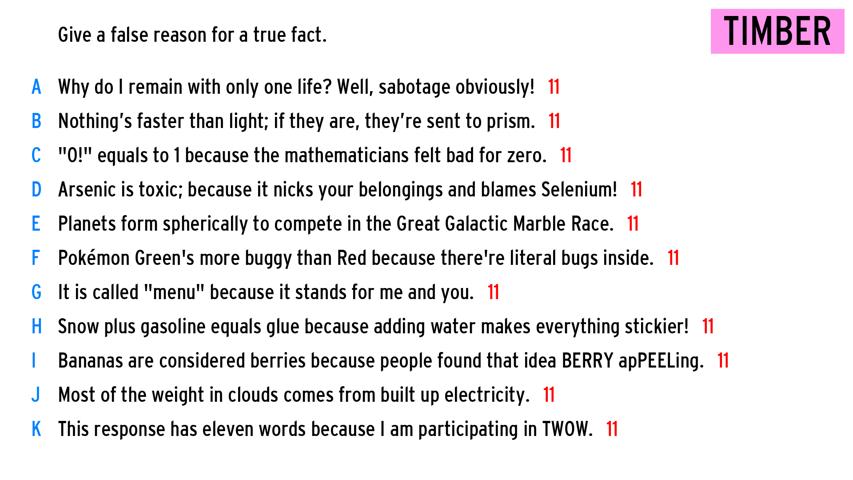 Give a false reason for a true fact.
TIMBER
A Why do I remain with only one life? Well, sabotage obviously! 11
B Nothing's faster than light; if they are, they're sent to prism. 11
C "0!" equals to 1 because the mathematicians felt bad for zero. 11
D Arsenic is toxic; because it nicks your belongings and blames Selenium! 11
E Planets form spherically to compete in the Great Galactic Marble Race. 11
F Pokémon Green's more buggy than Red because there're literal bugs inside. 11
G It is called "menu" because it stands for me and you. 11
H Snow plus gasoline equals glue because adding water makes everything stickier! 11
I Bananas are considered berries because people found that idea BERRY apPEELing. 11
J Most of the weight in clouds comes from built up electricity. 11
K This response has eleven words because I am participating in TWOW. 11